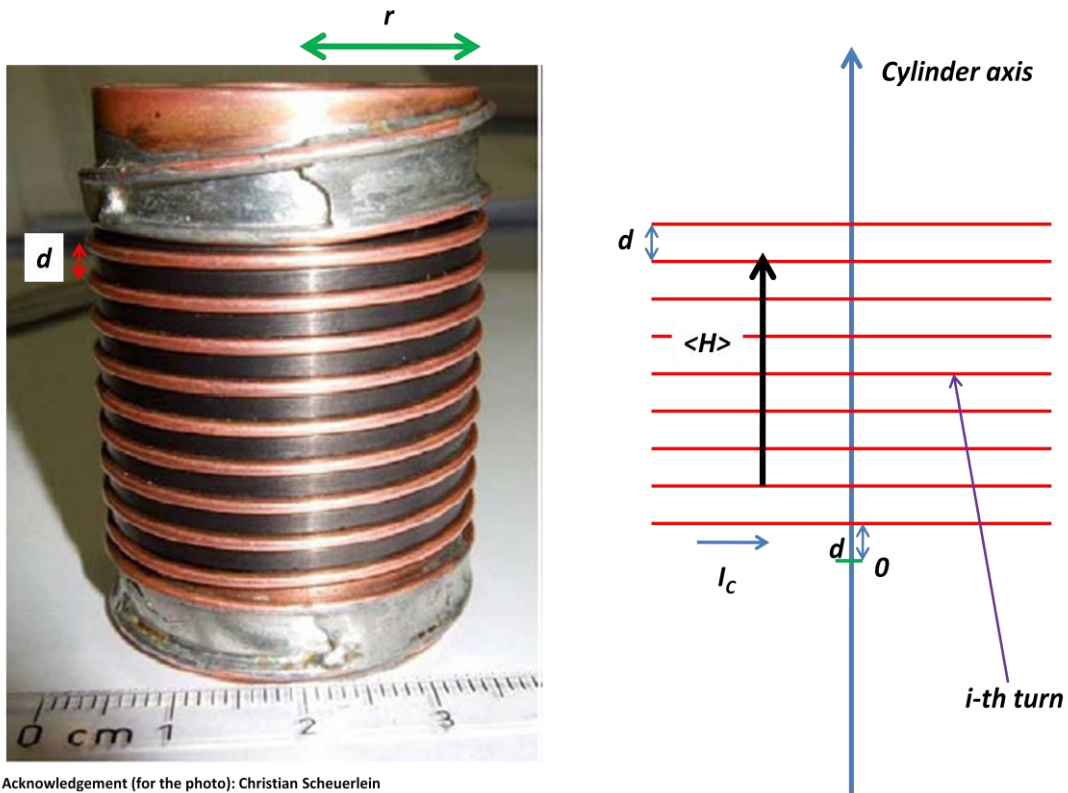 r
Cylinder axis
d
d
<H>
d
0
I_C
i-th turn
0 cm 1 2 3
Acknowledgement (for the photo): Christian Scheuerlein